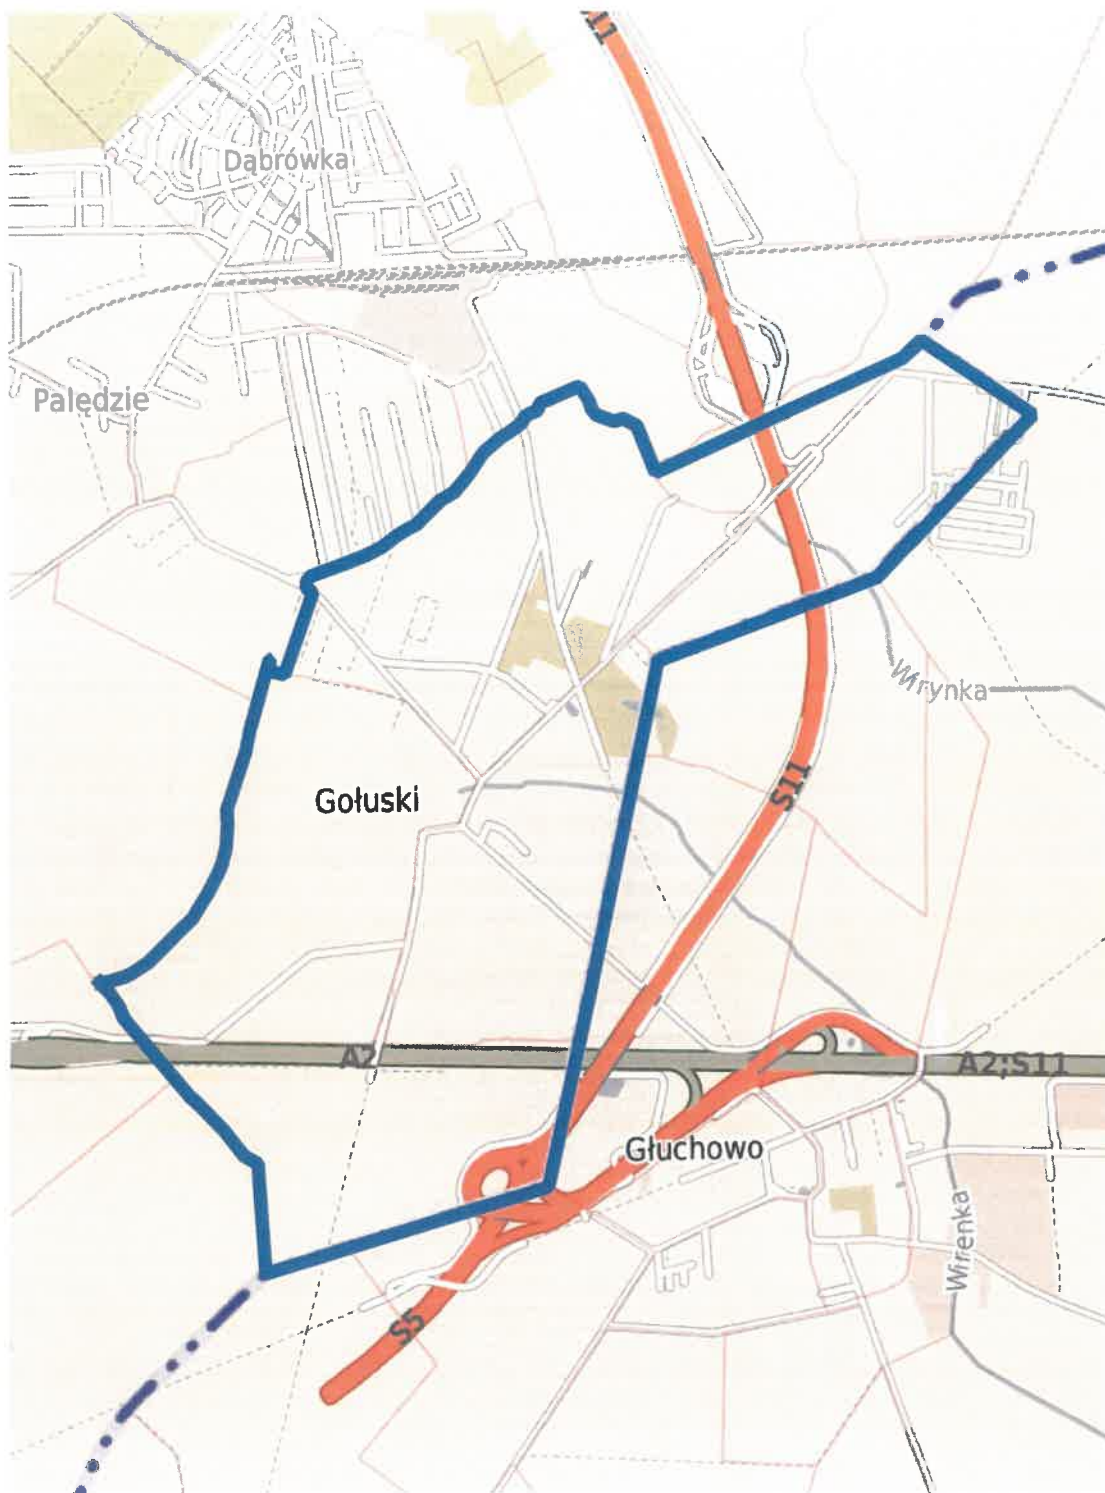 S11
Dąbrówka
Palędzie
Wirynka
Gołuski
S11
A2
A2;S11
Głuchowo
Wirenka
S5